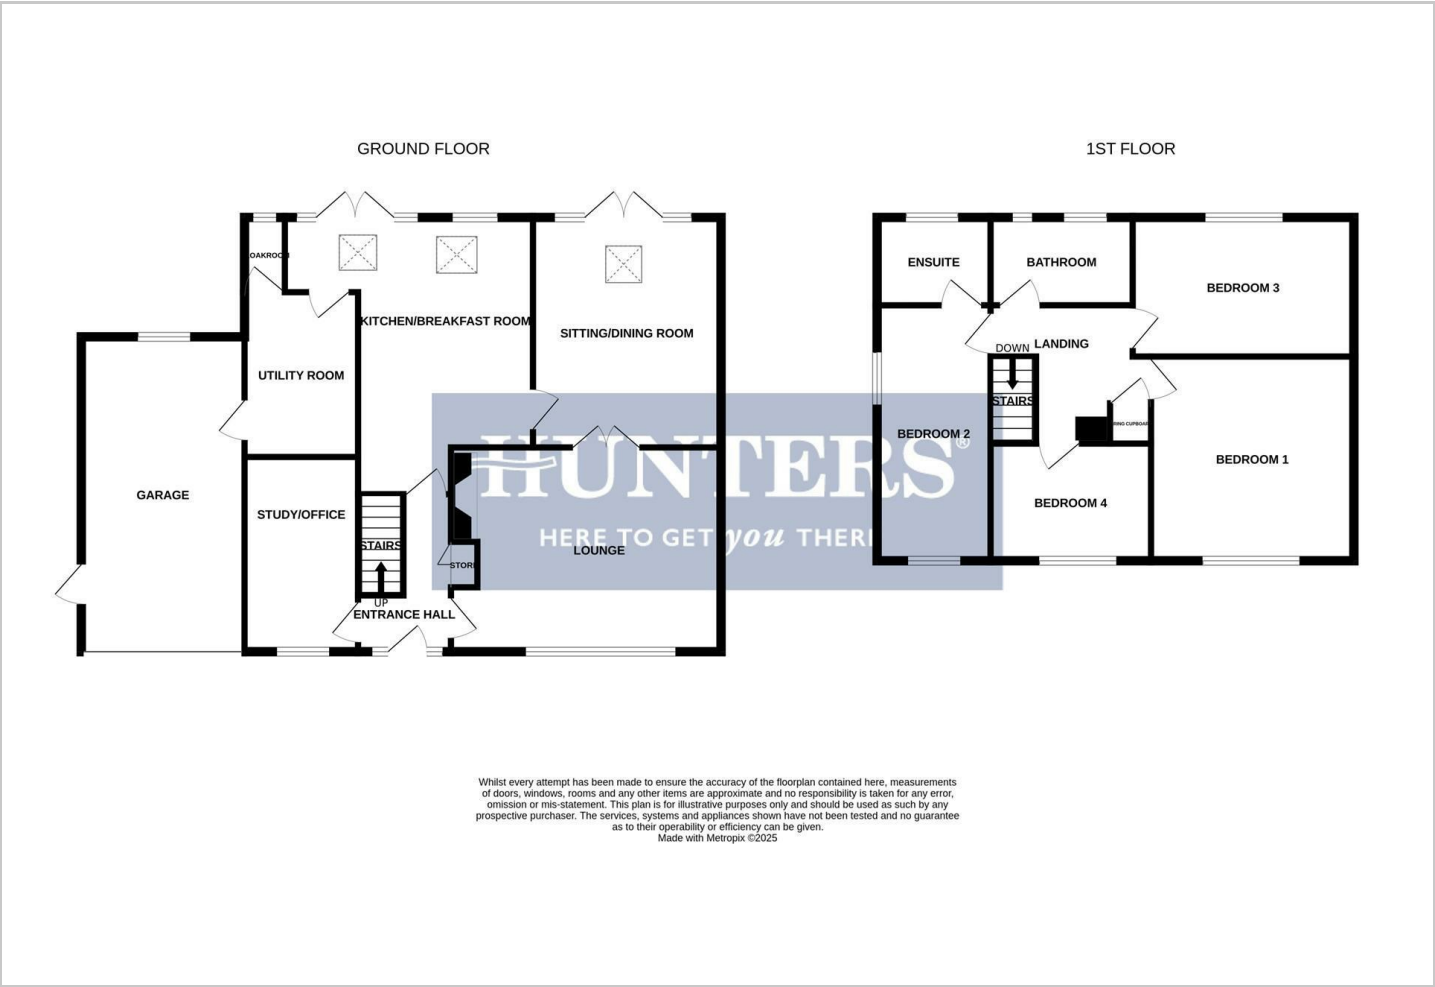 GROUND FLOOR
1ST FLOOR
OAKROOM
KITCHEN/BREAKFAST ROOM
SITTING/DINING ROOM
UTILITY ROOM
GARAGE
STUDY/OFFICE
STAIRS
UP
ENTRANCE HALL
STORE
LOUNGE
ENSUITE
BATHROOM
BEDROOM 3
DOWN
LANDING
STAIRS
RING CUPBOAR
BEDROOM 2
BEDROOM 1
BEDROOM 4
HUNTERS®
HERE TO GET you THERE
Whilst every attempt has been made to ensure the accuracy of the floorplan contained here, measurements
of doors, windows, rooms and any other items are approximate and no responsibility is taken for any error,
omission or mis-statement. This plan is for illustrative purposes only and should be used as such by any
prospective purchaser. The services, systems and appliances shown have not been tested and no guarantee
as to their operability or efficiency can be given.
Made with Metropix ©2025